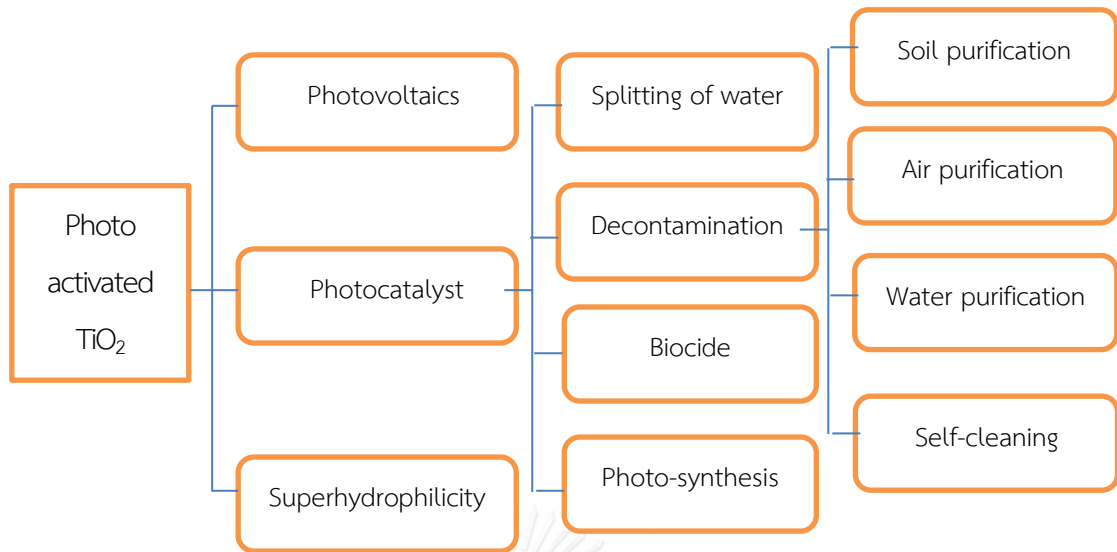 Photo
activated
TiO₂
Photovoltaics
Photocatalyst
Superhydrophilicity
Splitting of water
Decontamination
Biocide
Photo-synthesis
Soil purification
Air purification
Water purification
Self-cleaning